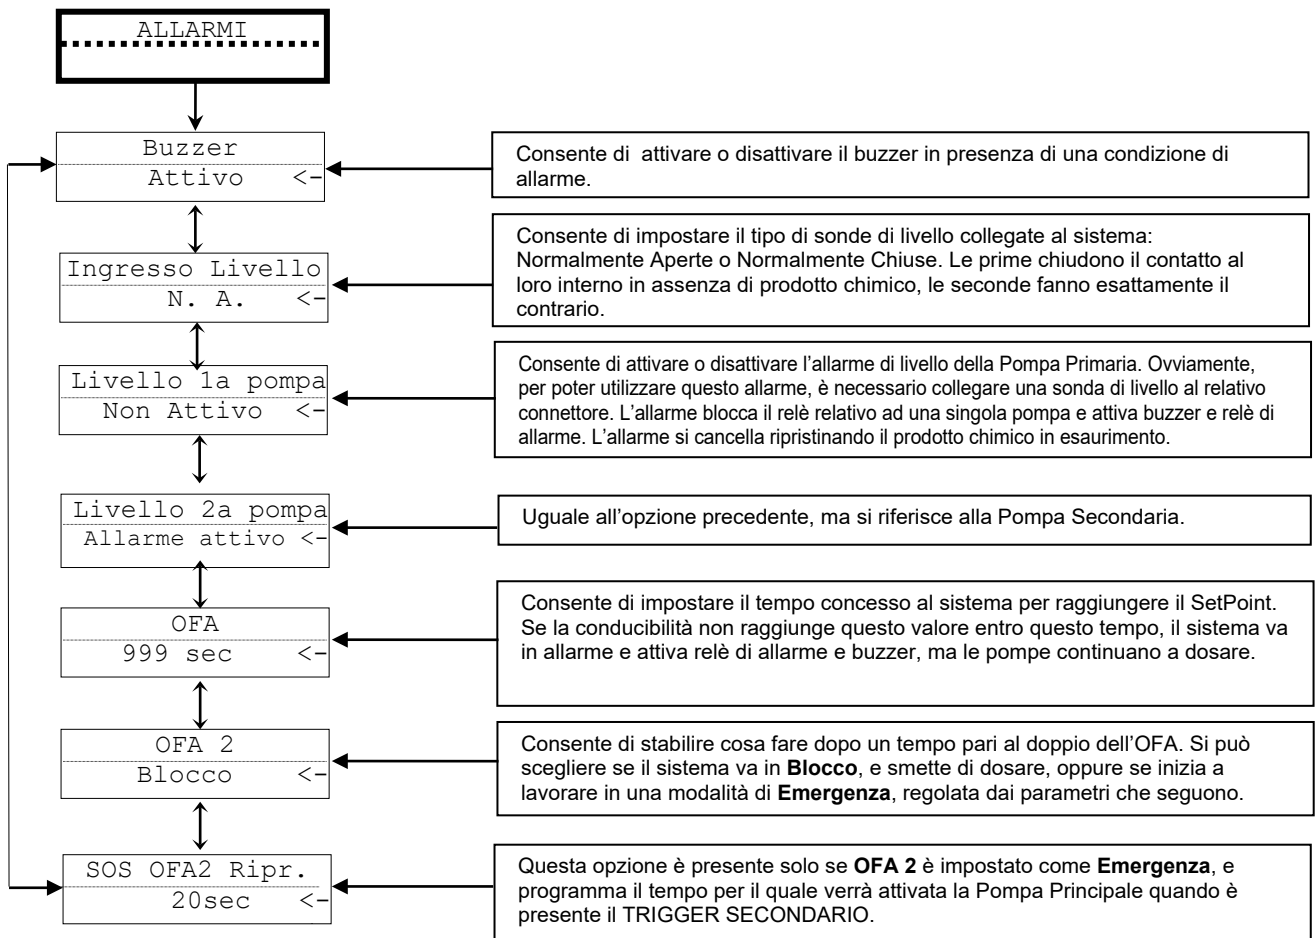 ALLARMI
Buzzer
Attivo <-
Consente di attivare o disattivare il buzzer in presenza di una condizione di
allarme.
Ingresso Livello
N. A. <-
Consente di impostare il tipo di sonde di livello collegate al sistema:
Normalmente Aperte o Normalmente Chiuse. Le prime chiudono il contatto al
loro interno in assenza di prodotto chimico, le seconde fanno esattamente il
contrario.
Livello 1a pompa
Non Attivo <-
Consente di attivare o disattivare l’allarme di livello della Pompa Primaria. Ovviamente,
per poter utilizzare questo allarme, è necessario collegare una sonda di livello al relativo
connettore. L’allarme blocca il relè relativo ad una singola pompa e attiva buzzer e relè di
allarme. L’allarme si cancella ripristinando il prodotto chimico in esaurimento.
Livello 2a pompa
Allarme attivo <-
Uguale all’opzione precedente, ma si riferisce alla Pompa Secondaria.
OFA
999 sec <-
Consente di impostare il tempo concesso al sistema per raggiungere il SetPoint.
Se la conducibilità non raggiunge questo valore entro questo tempo, il sistema va
in allarme e attiva relè di allarme e buzzer, ma le pompe continuano a dosare.
OFA 2
Blocco <-
Consente di stabilire cosa fare dopo un tempo pari al doppio dell’OFA. Si può
scegliere se il sistema va in Blocco, e smette di dosare, oppure se inizia a
lavorare in una modalità di Emergenza, regolata dai parametri che seguono.
SOS OFA2 Ripr.
20sec <-
Questa opzione è presente solo se OFA 2 è impostato come Emergenza, e
programma il tempo per il quale verrà attivata la Pompa Principale quando è
presente il TRIGGER SECONDARIO.